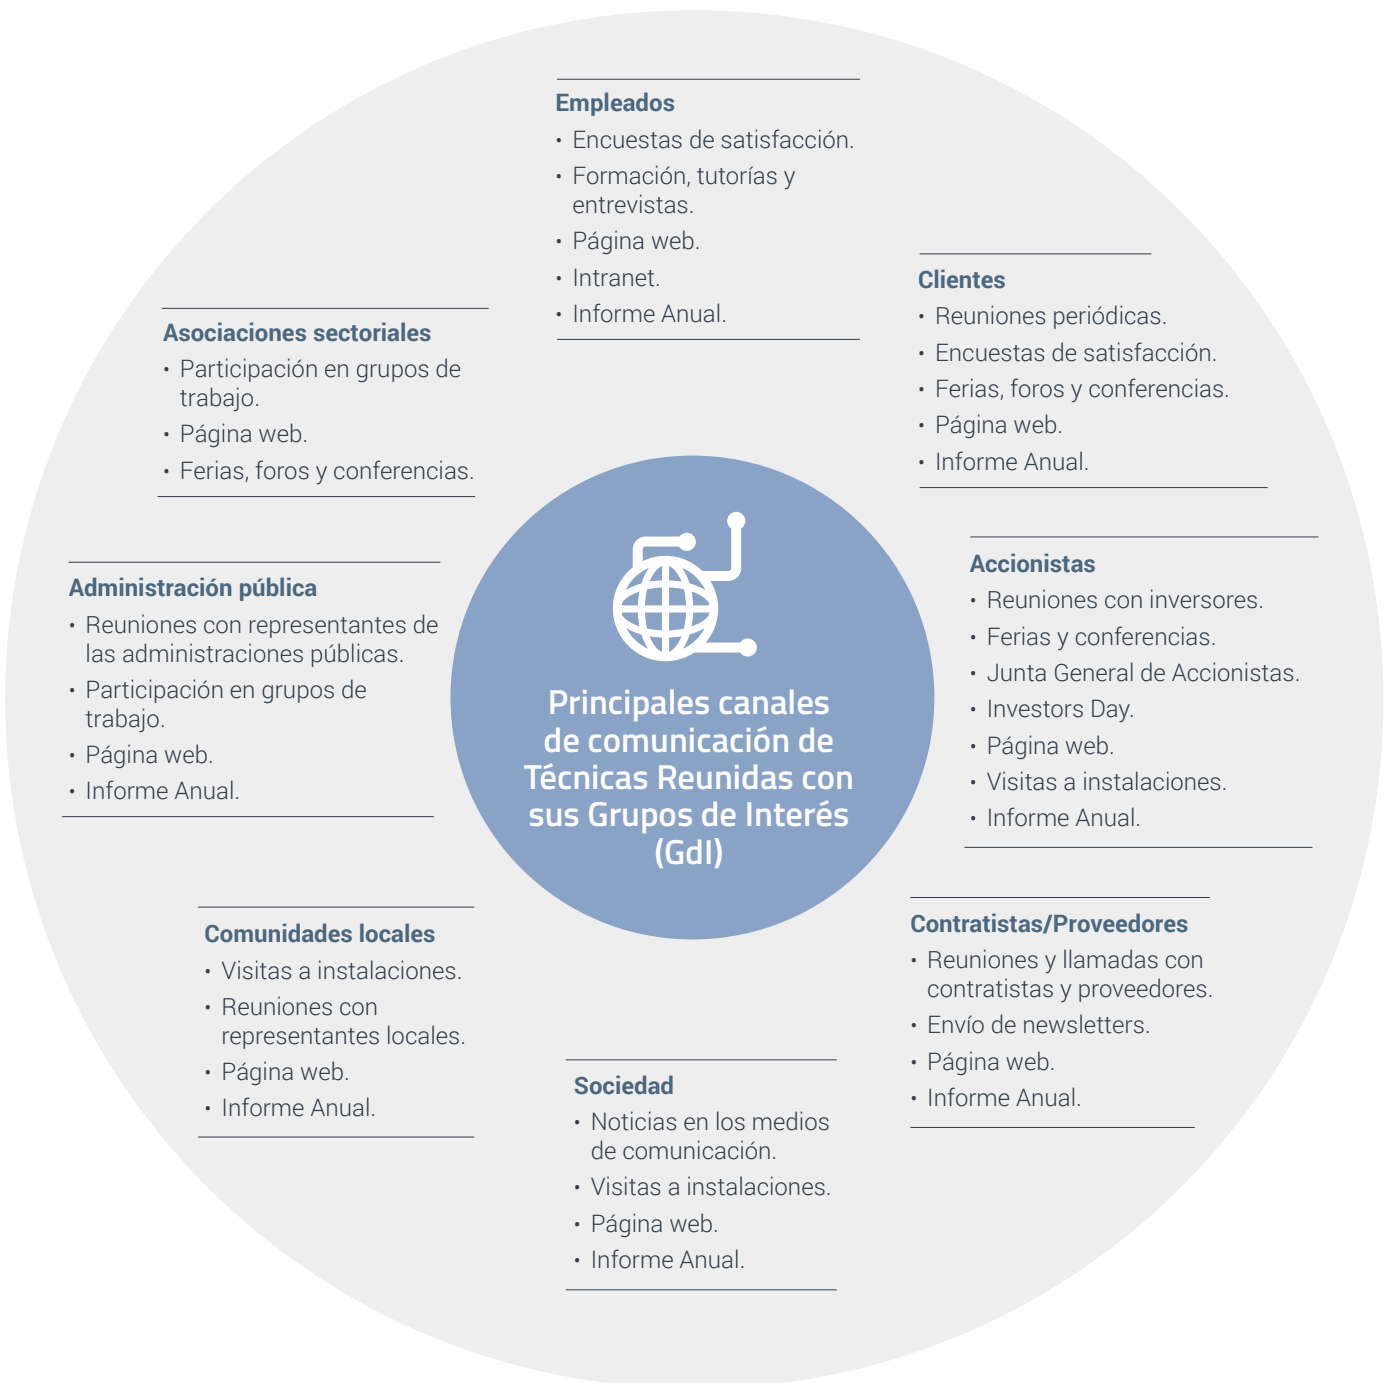 Empleados
• Encuestas de satisfacción.
• Formación, tutorías y
entrevistas.
• Página web.
• Intranet.
• Informe Anual.
Clientes
• Reuniones periódicas.
• Encuestas de satisfacción.
• Ferias, foros y conferencias.
• Página web.
• Informe Anual.
Accionistas
• Reuniones con inversores.
• Ferias y conferencias.
• Junta General de Accionistas.
• Investors Day.
• Página web.
• Visitas a instalaciones.
• Informe Anual.
Contratistas/Proveedores
• Reuniones y llamadas con
contratistas y proveedores.
• Envío de newsletters.
• Página web.
• Informe Anual.
Sociedad
• Noticias en los medios
de comunicación.
• Visitas a instalaciones.
• Página web.
• Informe Anual.
Comunidades locales
• Visitas a instalaciones.
• Reuniones con
representantes locales.
• Página web.
• Informe Anual.
Administración pública
• Reuniones con representantes de
las administraciones públicas.
• Participación en grupos de
trabajo.
• Página web.
• Informe Anual.
Asociaciones sectoriales
• Participación en grupos de
trabajo.
• Página web.
• Ferias, foros y conferencias.
Principales canales
de comunicación de
Técnicas Reunidas con
sus Grupos de Interés
(GdI)